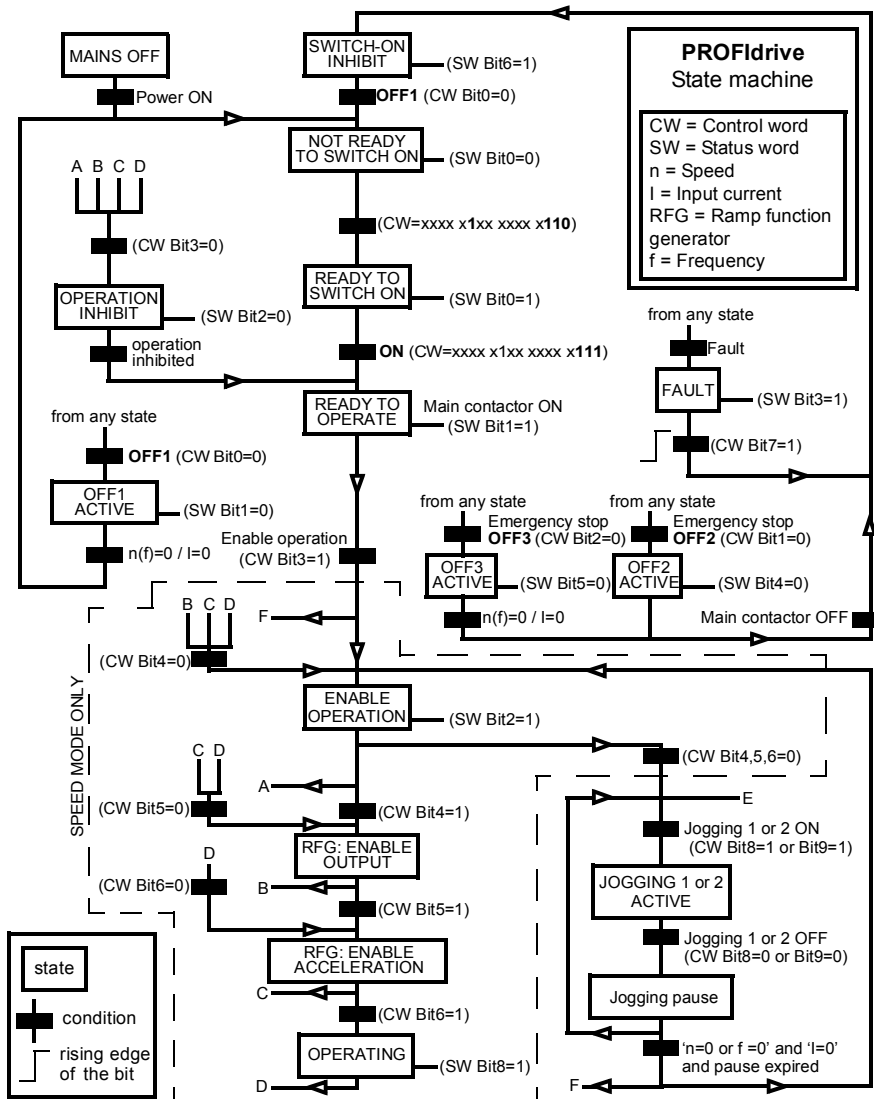 MAINS OFF
Power ON
SWITCH-ON
INHIBIT
(SW Bit6=1)
OFF1 (CW Bit0=0)
NOT READY
TO SWITCH ON
(SW Bit0=0)
(CW=xxxx x1xx xxxx x110)
READY TO
SWITCH ON
(SW Bit0=1)
ON (CW=xxxx x1xx xxxx x111)
READY TO
OPERATE
Main contactor ON
(SW Bit1=1)
PROFIdrive
State machine
CW = Control word
SW = Status word
n = Speed
I = Input current
RFG = Ramp function
generator
f = Frequency
A B C D
(CW Bit3=0)
OPERATION
INHIBIT
(SW Bit2=0)
operation
inhibited
from any state
Fault
FAULT
(SW Bit3=1)
(CW Bit7=1)
from any state
OFF1 (CW Bit0=0)
OFF1
ACTIVE
(SW Bit1=0)
n(f)=0 / I=0
Enable operation
(CW Bit3=1)
from any state
Emergency stop
OFF3 (CW Bit2=0)
OFF3
ACTIVE
(SW Bit5=0)
n(f)=0 / I=0
from any state
Emergency stop
OFF2 (CW Bit1=0)
OFF2
ACTIVE
(SW Bit4=0)
Main contactor OFF
SPEED MODE ONLY
B C D
F
(CW Bit4=0)
ENABLE
OPERATION
(SW Bit2=1)
(CW Bit4,5,6=0)
C D
A
(CW Bit5=0)
(CW Bit4=1)
RFG: ENABLE
OUTPUT
D
B
(CW Bit6=0)
(CW Bit5=1)
RFG: ENABLE
ACCELERATION
C
(CW Bit6=1)
OPERATING
(SW Bit8=1)
D
E
Jogging 1 or 2 ON
(CW Bit8=1 or Bit9=1)
JOGGING 1 or 2
ACTIVE
Jogging 1 or 2 OFF
(CW Bit8=0 or Bit9=0)
Jogging pause
‘n=0 or f =0’ and ‘I=0’
and pause expired
F
state
condition
rising edge
of the bit